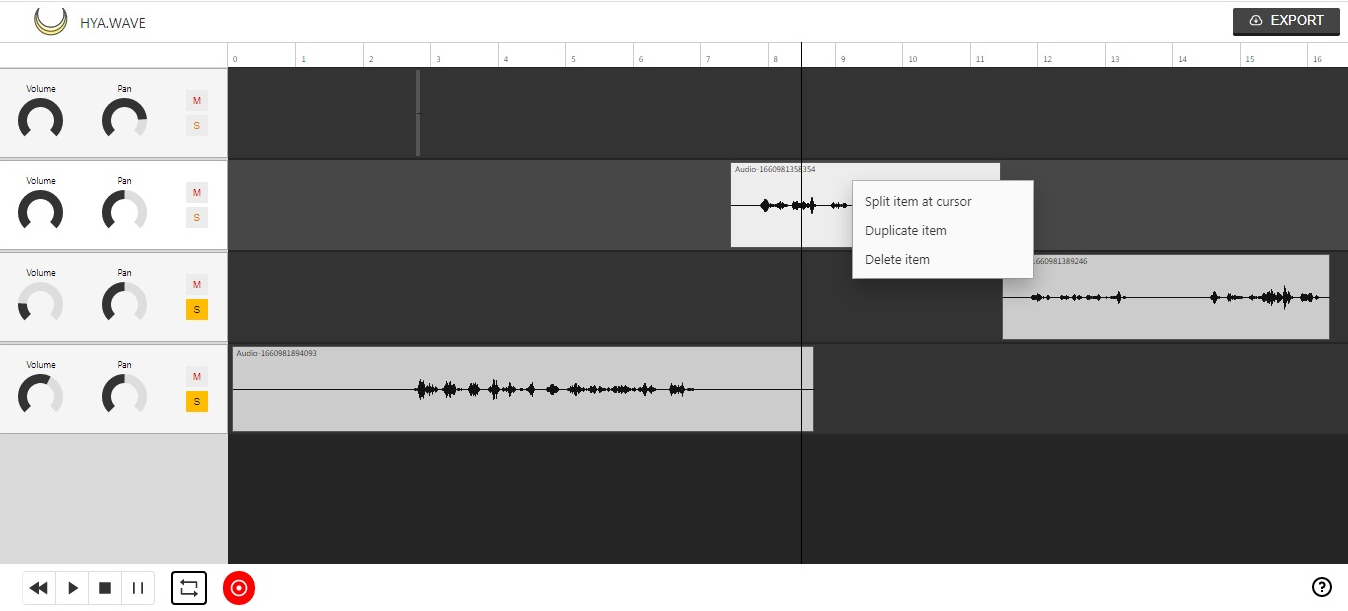 HYA.WAVE
EXPORT
0 1 2 3 4 5 6 7 8 9 10 11 12 13 14 15 16
Volume Pan M
S
Volume Pan M
S
Audio-1660981358354
Split item at cursor
Duplicate item
Delete item
Volume Pan M
S
1660981389246
Volume Pan M
S
Audio-1660981894093